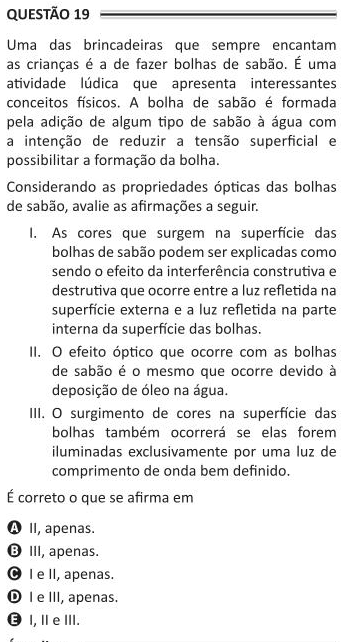 QUESTÃO 19
Uma das brincadeiras que sempre encantam
as crianças é a de fazer bolhas de sabão. É uma
atividade lúdica que apresenta interessantes
conceitos físicos. A bolha de sabão é formada
pela adição de algum tipo de sabão à água com
a intenção de reduzir a tensão superficial e
possibilitar a formação da bolha.
Considerando as propriedades ópticas das bolhas
de sabão, avalie as afirmações a seguir.
I. As cores que surgem na superfície das
bolhas de sabão podem ser explicadas como
sendo o efeito da interferência construtiva e
destrutiva que ocorre entre a luz refletida na
superfície externa e a luz refletida na parte
interna da superfície das bolhas.
II. O efeito óptico que ocorre com as bolhas
de sabão é o mesmo que ocorre devido à
deposição de óleo na água.
III. O surgimento de cores na superfície das
bolhas também ocorrerá se elas forem
iluminadas exclusivamente por uma luz de
comprimento de onda bem definido.
É correto o que se afirma em
A II, apenas.
B III, apenas.
C I e II, apenas.
D I e III, apenas.
E I, II e III.